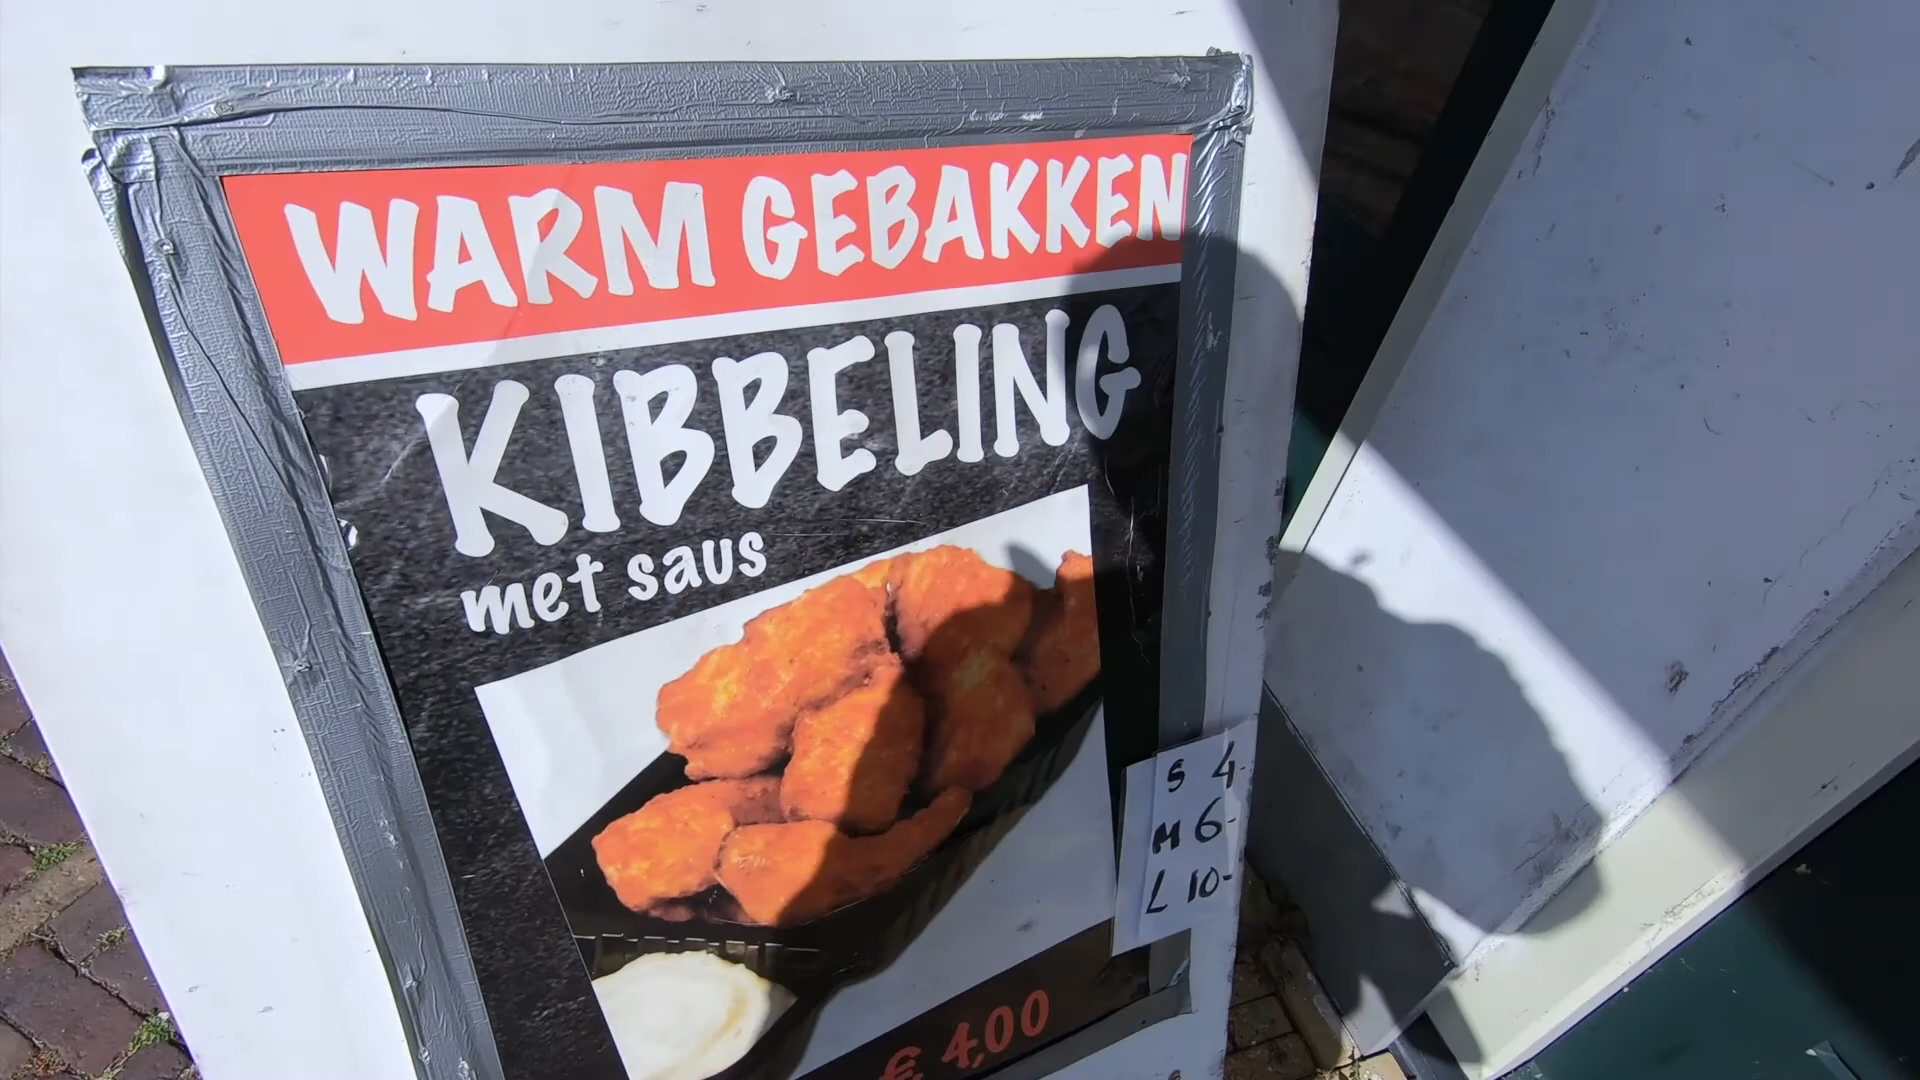 WARM GEBAKKEN
KIBBELING
met saus
S 4-
M 6-
L 10-
€ 4,00